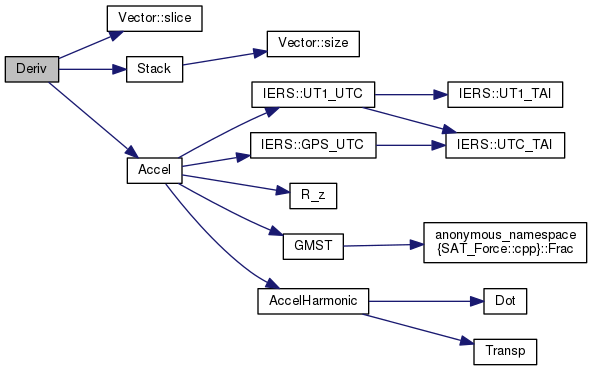 Vector::slice
Deriv
Stack
Vector::size
Accel
IERS::UT1_UTC
IERS::UT1_TAI
IERS::GPS_UTC
IERS::UTC_TAI
R_z
GMST
anonymous_namespace
{SAT_Force::cpp}::Frac
AccelHarmonic
Dot
Transp